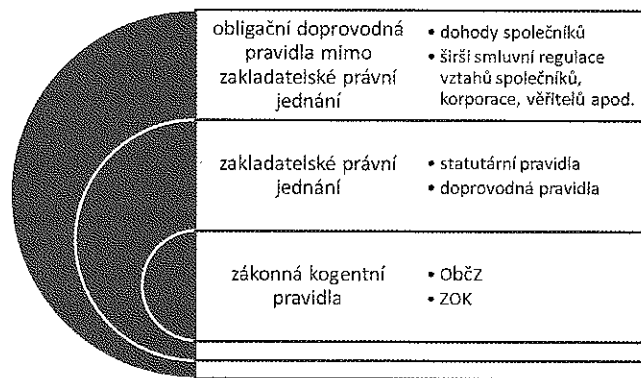 obligační doprovodná
pravidla mimo
zakladatelské právní
jednání
• dohody společníků
• širší smluvní regulace
vztahů společníků,
korporace, věřitelů apod.
zakladatelské právní
jednání
• statutární pravidla
• doprovodná pravidla
zákonná kogentní
pravidla
• ObčZ
• ZOK